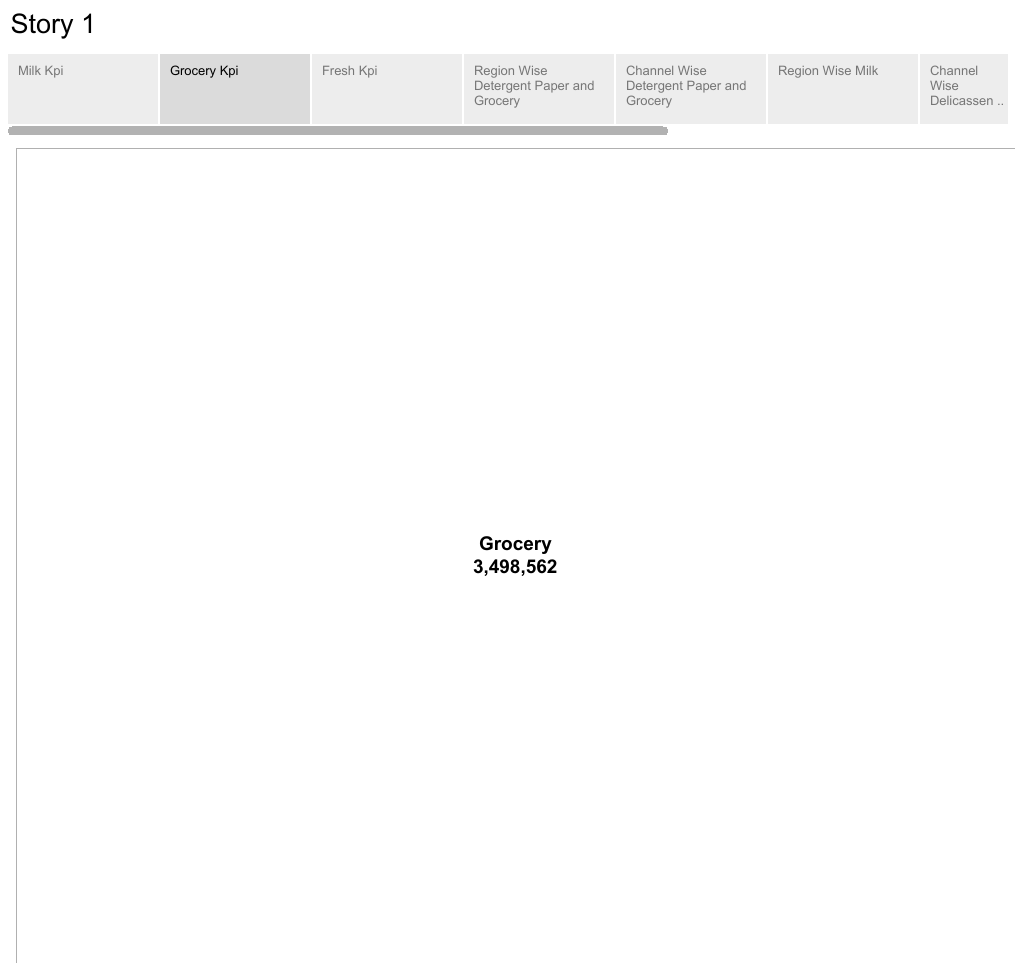 Story 1
Milk Kpi
Grocery Kpi
Fresh Kpi
Region Wise
Detergent Paper and
Grocery
Channel Wise
Detergent Paper and
Grocery
Region Wise Milk
Channel
Wise
Delicassen ..
Grocery
3,498,562